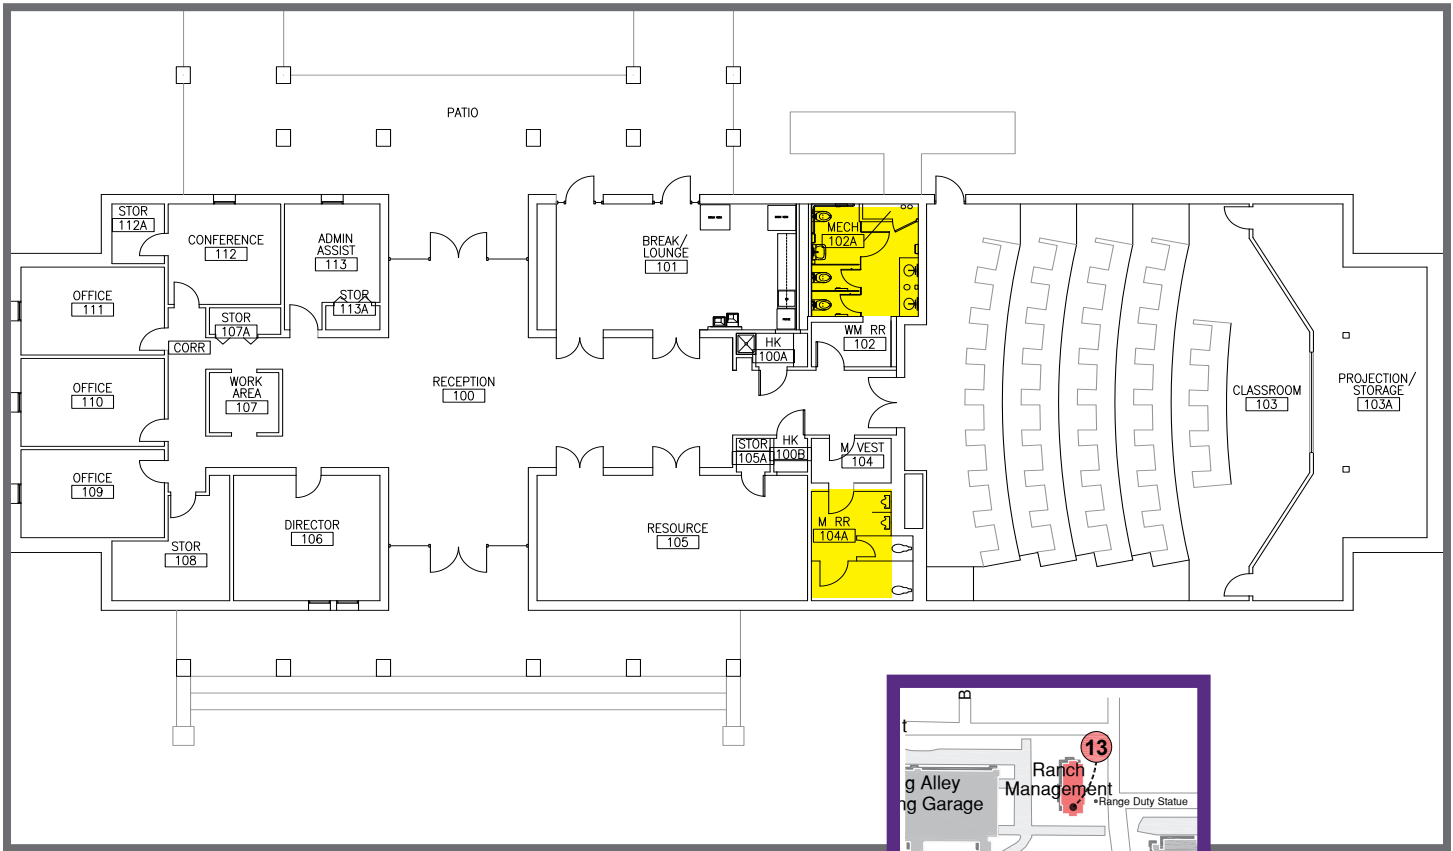 PATIO
STOR
112A
CONFERENCE
112
ADMIN
ASSIST
113
STOR
113A
BREAK/
LOUNGE
101
MECH
102A
OFFICE
111
STOR
107A
CORR
HK
100A
WM RR
102
OFFICE
110
WORK
AREA
107
RECEPTION
100
CLASSROOM
103
PROJECTION/
STORAGE
103A
STOR
105A
HK
100B
M VEST
104
OFFICE
109
DIRECTOR
106
RESOURCE
105
M RR
104A
STOR
108
B
t
13
Ranch
Management
g Alley
ng Garage
Range Duty Statue